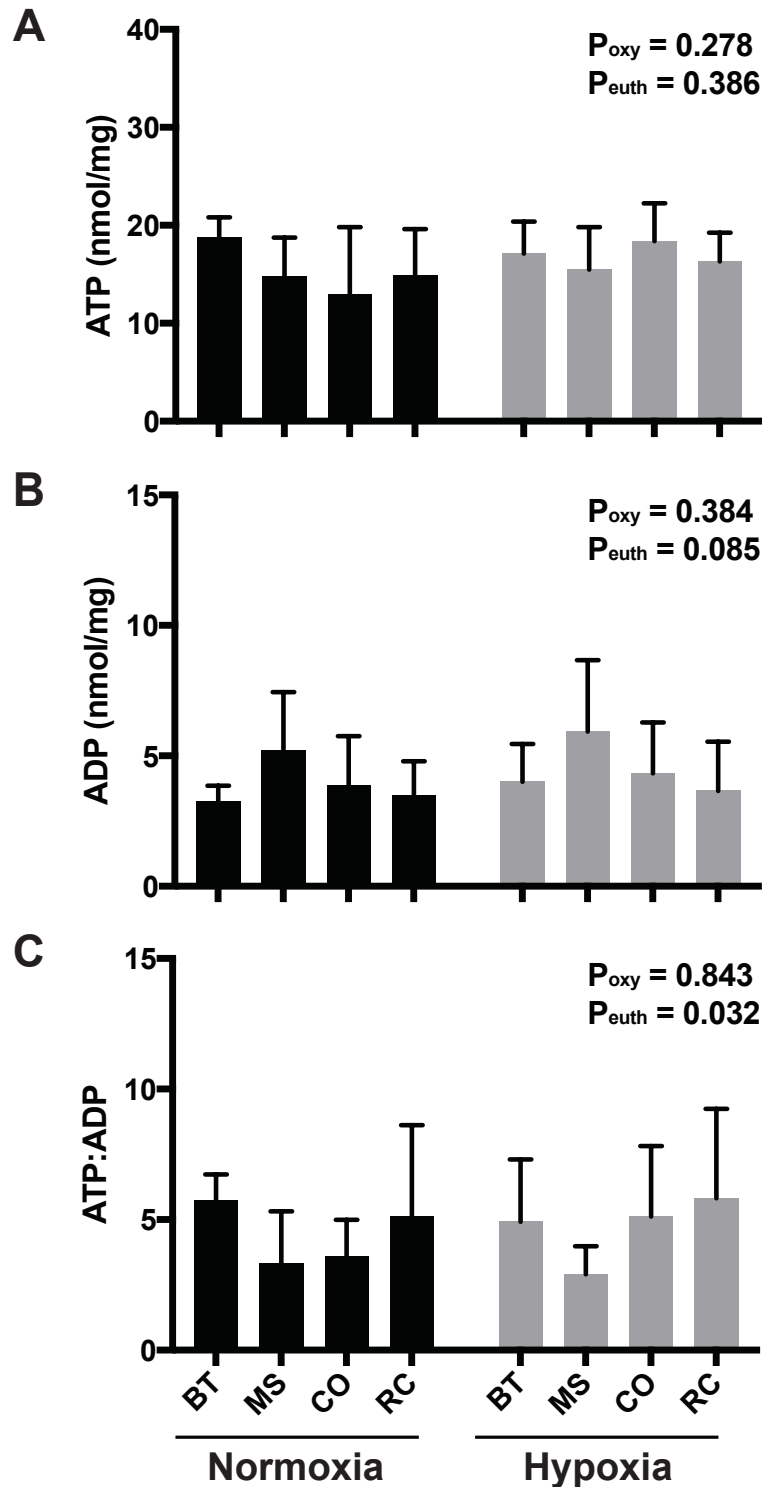 A
ATP (nmol/mg)
40
30
20
10
0
Poxy = 0.278
Peuth = 0.386
B
ADP (nmol/mg)
15
10
5
0
Poxy = 0.384
Peuth = 0.085
C
ATP:ADP
15
10
5
0
Poxy = 0.843
Peuth = 0.032
BT MS CO RC BT MS CO RC
Normoxia Hypoxia